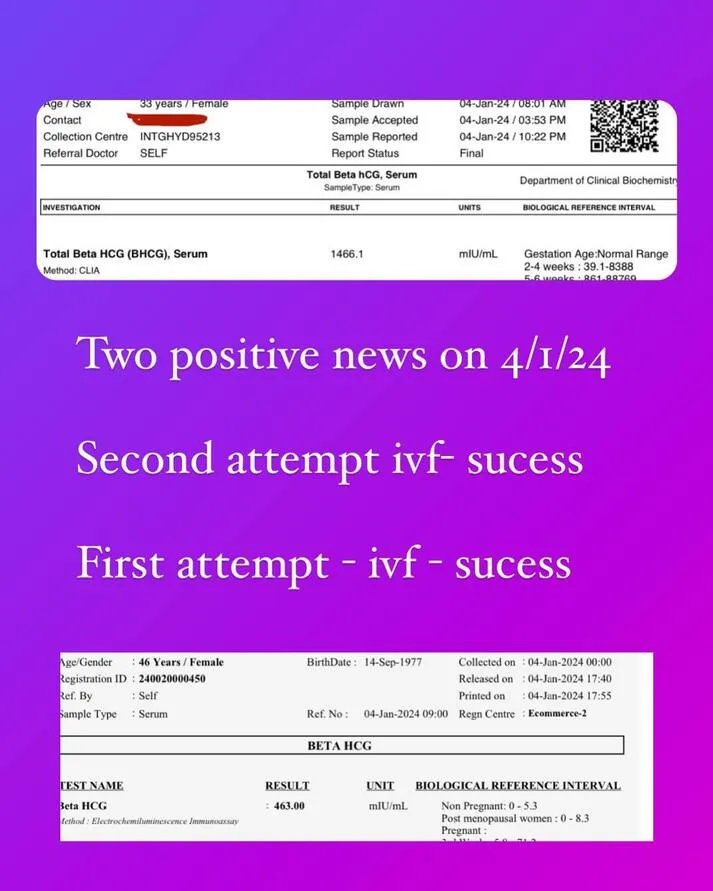 Age / Sex 33 years / Female Sample Drawn 04-Jan-24 / 08:01 AM
Contact Sample Accepted 04-Jan-24 / 03:53 PM
Collection Centre INTGHYD95213 Sample Reported 04-Jan-24 / 10:22 PM
Referral Doctor SELF Report Status Final
Total Beta hCG, Serum Department of Clinical Biochemistry
SampleType: Serum
INVESTIGATION RESULT UNITS BIOLOGICAL REFERENCE INTERVAL
Total Beta HCG (BHCG), Serum 1466.1 mIU/mL Gestation Age:Normal Range
Method: CLIA 2-4 weeks : 39.1-8388
5-6 weeks : 861-88769
Two positive news on 4/1/24
Second attempt ivf- sucess
First attempt - ivf - sucess
Age/Gender : 46 Years / Female BirthDate : 14-Sep-1977 Collected on : 04-Jan-2024 00:00
Registration ID : 240020000450 Released on : 04-Jan-2024 17:40
Ref. By : Self Printed on : 04-Jan-2024 17:55
Sample Type : Serum Ref. No : 04-Jan-2024 09:00 Regn Centre : Ecommerce-2
BETA HCG
TEST NAME RESULT UNIT BIOLOGICAL REFERENCE INTERVAL
Beta HCG : 463.00 mIU/mL Non Pregnant: 0 - 5.3
Method : Electrochemiluminescence Immunoassay Post menopausal women : 0 - 8.3
Pregnant :